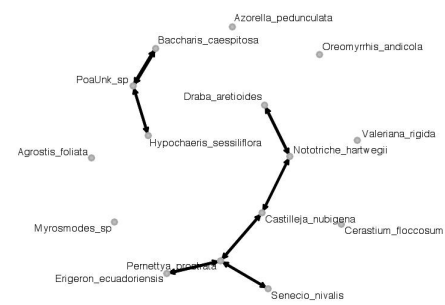 Azorella_pedunculata
Baccharis_caespitosa
Oreomyrrhis_andicola
PoaUnk_sp
Draba_aretioides
Valeriana_rigida
Hypochaeris_sessiliflora
Nototriche_hartwegii
Agrostis_foliata
Castilleja_nubigena
Myrosmodes_sp
Cerastium_floccosum
Pernettya_prostrata
Erigeron_ecuadoriensis
Senecio_nivalis